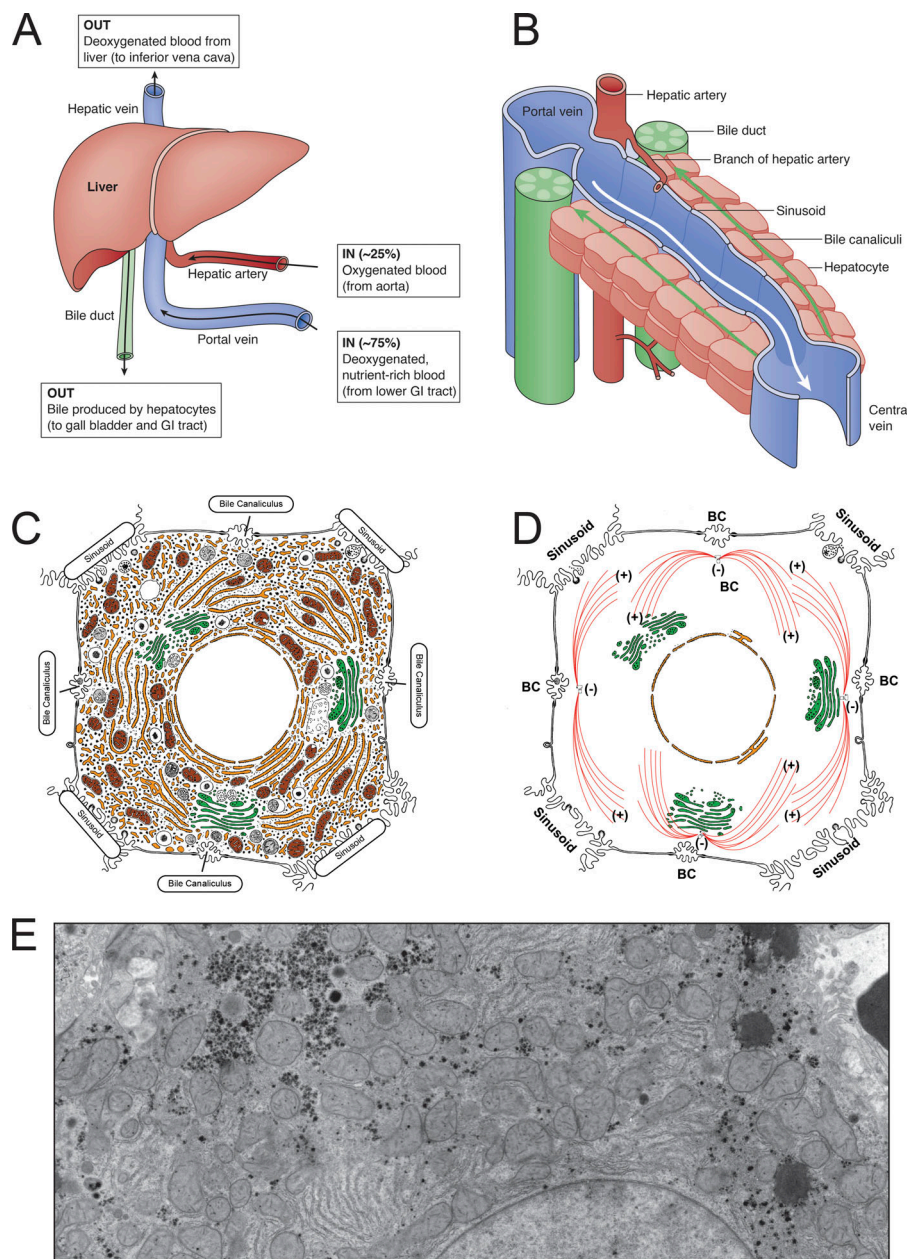 A
OUT
Deoxygenated blood from
liver (to inferior vena cava)
Hepatic vein
Liver
Hepatic artery
IN (~25%)
Oxygenated blood
(from aorta)
Bile duct
Portal vein
IN (~75%)
Deoxygenated,
nutrient-rich blood
(from lower GI tract)
OUT
Bile produced by hepatocytes
(to gall bladder and GI tract)
B
Portal vein
Hepatic artery
Bile duct
Branch of hepatic artery
Sinusoid
Bile canaliculi
Hepatocyte
Centra
vein
C
Bile Canaliculus
Sinusoid
Sinusoid
Bile Canaliculus
Bile Canaliculus
Sinusoid
Sinusoid
Bile Canaliculus
D
BC
Sinusoid
Sinusoid
(+)
(-)
(+)
BC
(+)
(+)
BC
(-)
BC
(-)
(+)
(+)
(+)
(+)
(-)
Sinusoid
Sinusoid
BC
E